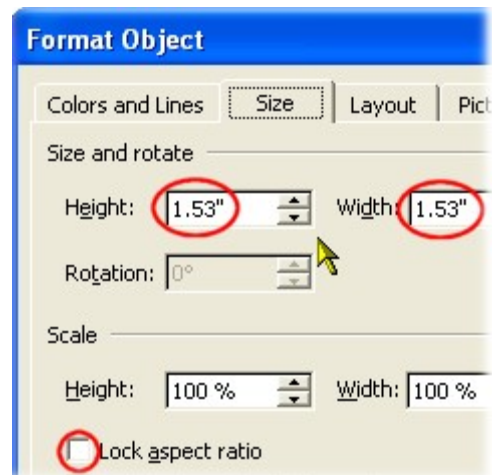 Format Object
Colors and Lines Size Layout Pict
Size and rotate
Height: 1.53" Width: 1.53"
Rotation: 0°
Scale
Height: 100 % Width: 100 %
Lock aspect ratio